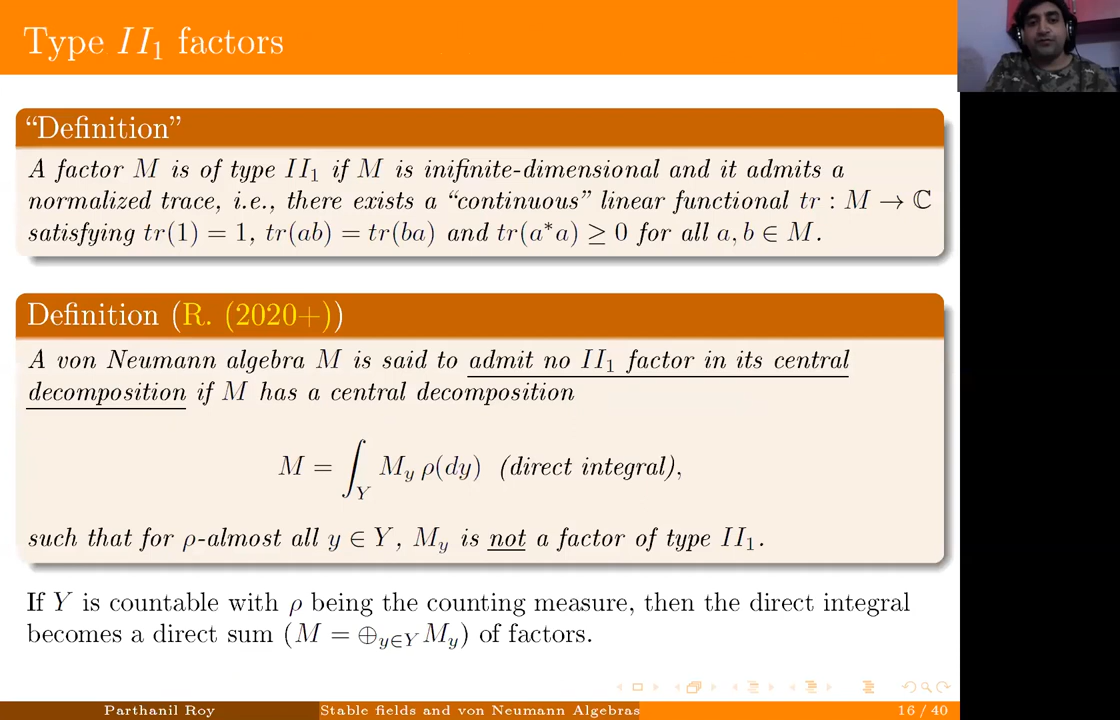 Type II₁ factors
“Definition”
A factor M is of type II₁ if M is inifinite-dimensional and it admits a
normalized trace, i.e., there exists a “continuous” linear functional tr : M → ℂ
satisfying tr(1) = 1, tr(ab) = tr(ba) and tr(a*a) ≥ 0 for all a, b ∈ M.
Definition (R. (2020+))
A von Neumann algebra M is said to admit no II₁ factor in its central
decomposition if M has a central decomposition
M = ∫_Y M_y ρ(dy) (direct integral),
such that for ρ-almost all y ∈ Y, M_y is not a factor of type II₁.
If Y is countable with ρ being the counting measure, then the direct integral
becomes a direct sum (M = ⊕_{y∈Y} M_y) of factors.
Parthanil Roy
Stable fields and von Neumann Algebras
16 / 40